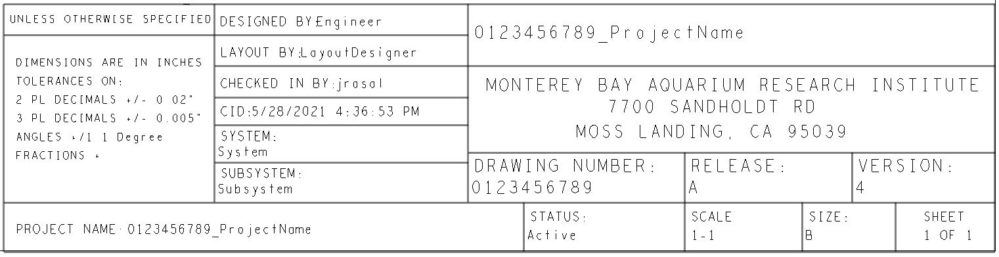 UNLESS OTHERWISE SPECIFIED
DIMENSIONS ARE IN INCHES
TOLERANCES ON:
2 PL DECIMALS +/- 0.02"
3 PL DECIMALS +/- 0.005"
ANGLES +/1 1 Degree
FRACTIONS +
DESIGNED BY:Engineer
LAYOUT BY:LayoutDesigner
CHECKED IN BY:jrasal
CID:5/28/2021 4:36:53 PM
SYSTEM:
System
SUBSYSTEM:
Subsystem
0123456789_ProjectName
MONTEREY BAY AQUARIUM RESEARCH INSTITUTE
7700 SANDHOLDT RD
MOSS LANDING, CA 95039
DRAWING NUMBER:
0123456789
RELEASE:
A
VERSION:
4
PROJECT NAME: 0123456789_ProjectName
STATUS:
Active
SCALE
1-1
SIZE:
B
SHEET
1 OF 1